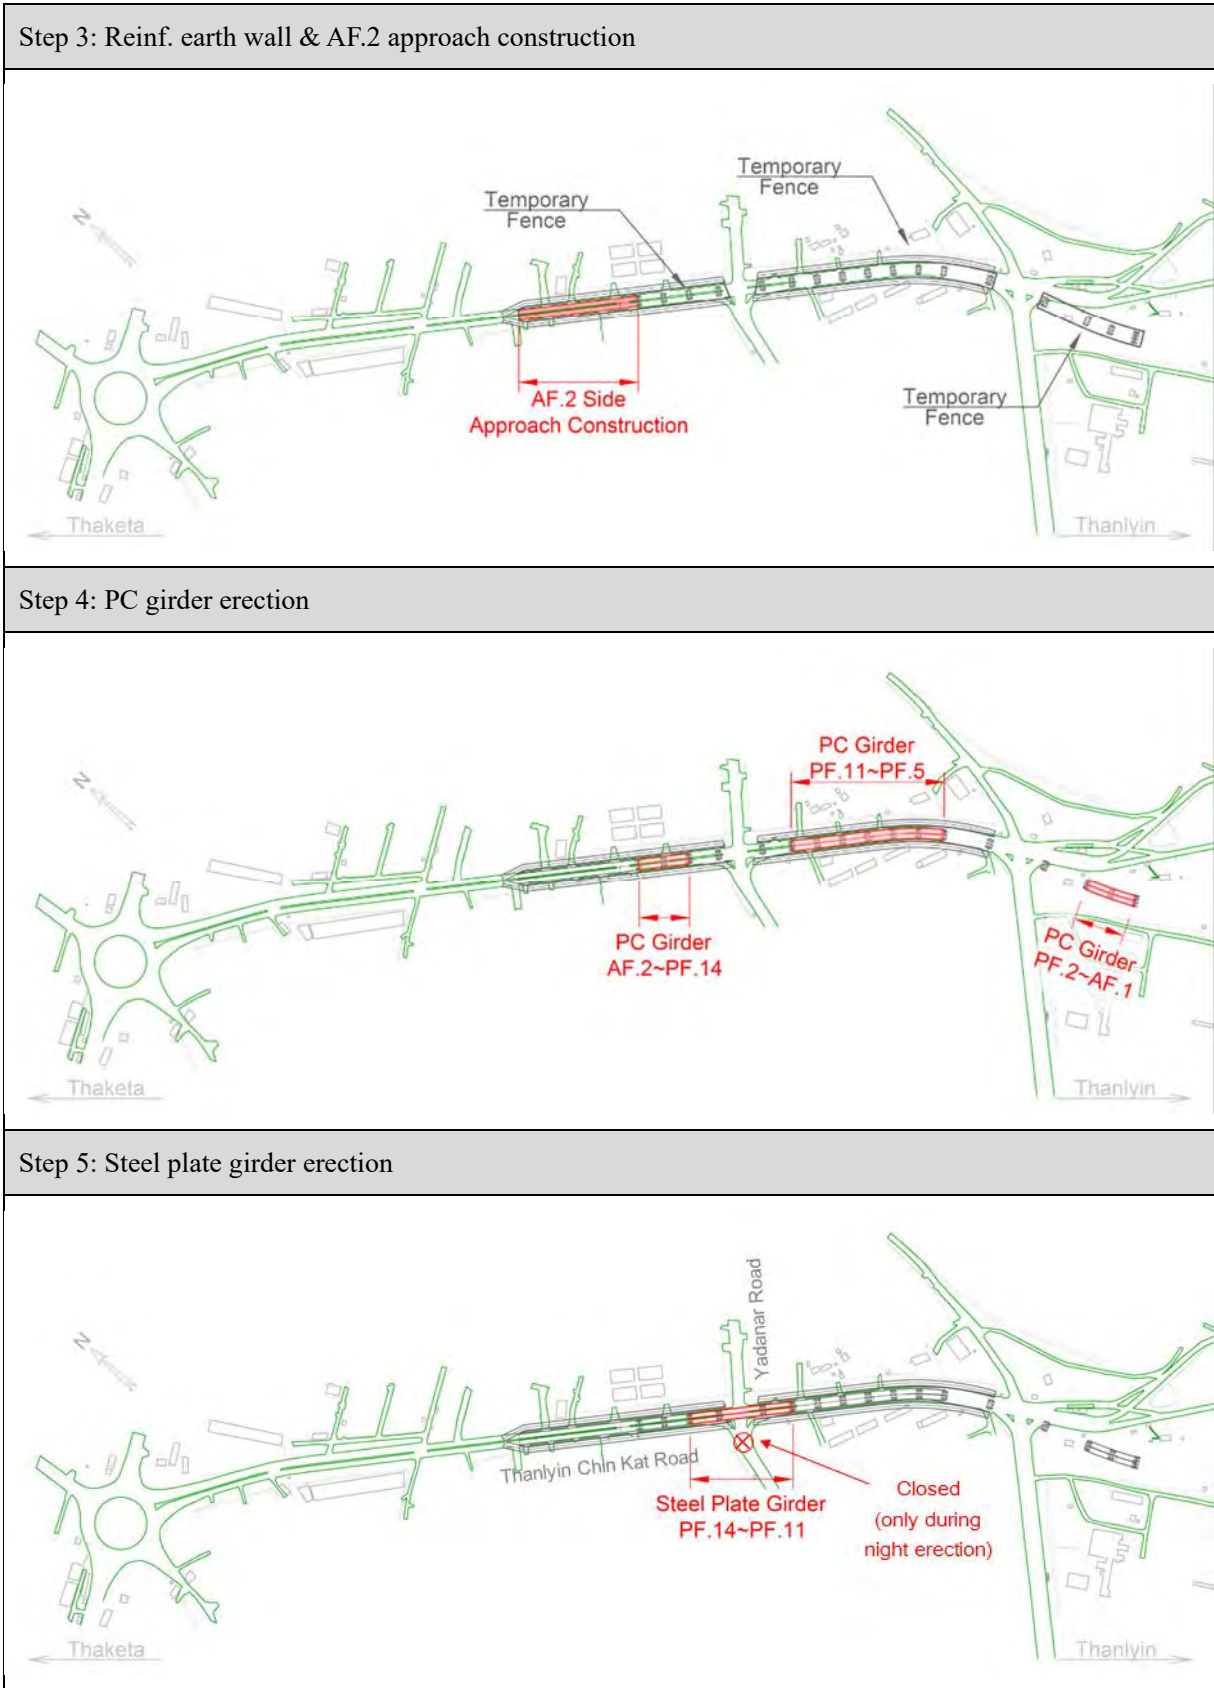 Step 3: Reinf. earth wall & AF.2 approach construction
Temporary
Fence
Temporary
Fence
N
AF.2 Side
Approach Construction
Temporary
Fence
Thaketa
Thanlyin
Step 4: PC girder erection
PC Girder
PF.11~PF.5
N
PC Girder
AF.2~PF.14
PC Girder
PF.2~AF.1
Thaketa
Thanlyin
Step 5: Steel plate girder erection
Yadanar Road
N
Thanlyin Chin Kat Road
Steel Plate Girder
PF.14~PF.11
Closed
(only during
night erection)
Thaketa
Thanlyin